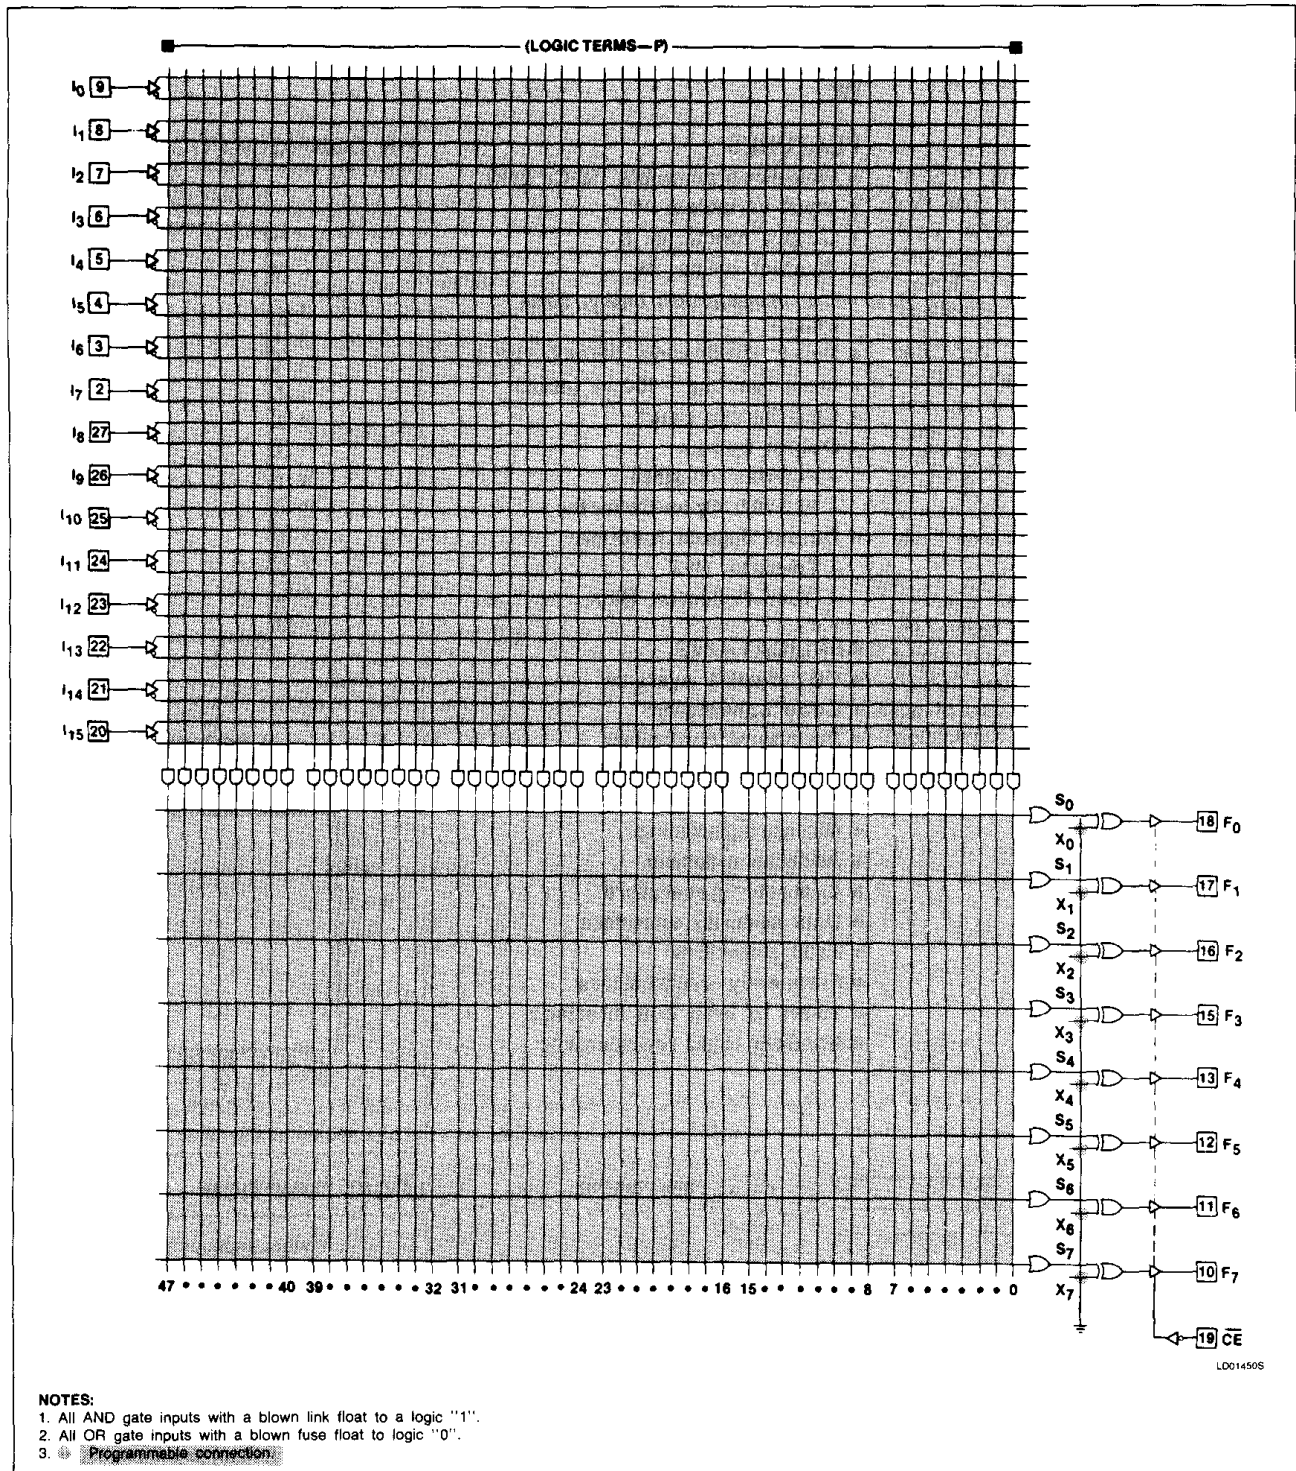 (LOGIC TERMS—P)
I0 9
I1 8
I2 7
I3 6
I4 5
I5 4
I6 3
I7 2
I8 27
I9 26
I10 25
I11 24
I12 23
I13 22
I14 21
I15 20
S0
18 F0
X0
S1
17 F1
X1
S2
16 F2
X2
S3
15 F3
X3
S4
13 F4
X4
S5
12 F5
X5
S6
11 F6
X6
S7
10 F7
X7
47 • • • • • • 40 39 • • • • • • 32 31 • • • • • • 24 23 • • • • • • 16 15 • • • • • • 8 7 • • • • • • 0
19 C̅E̅
LD01450S
NOTES:
1. All AND gate inputs with a blown link float to a logic "1".
2. All OR gate inputs with a blown fuse float to logic "0".
3. Programmable connection.